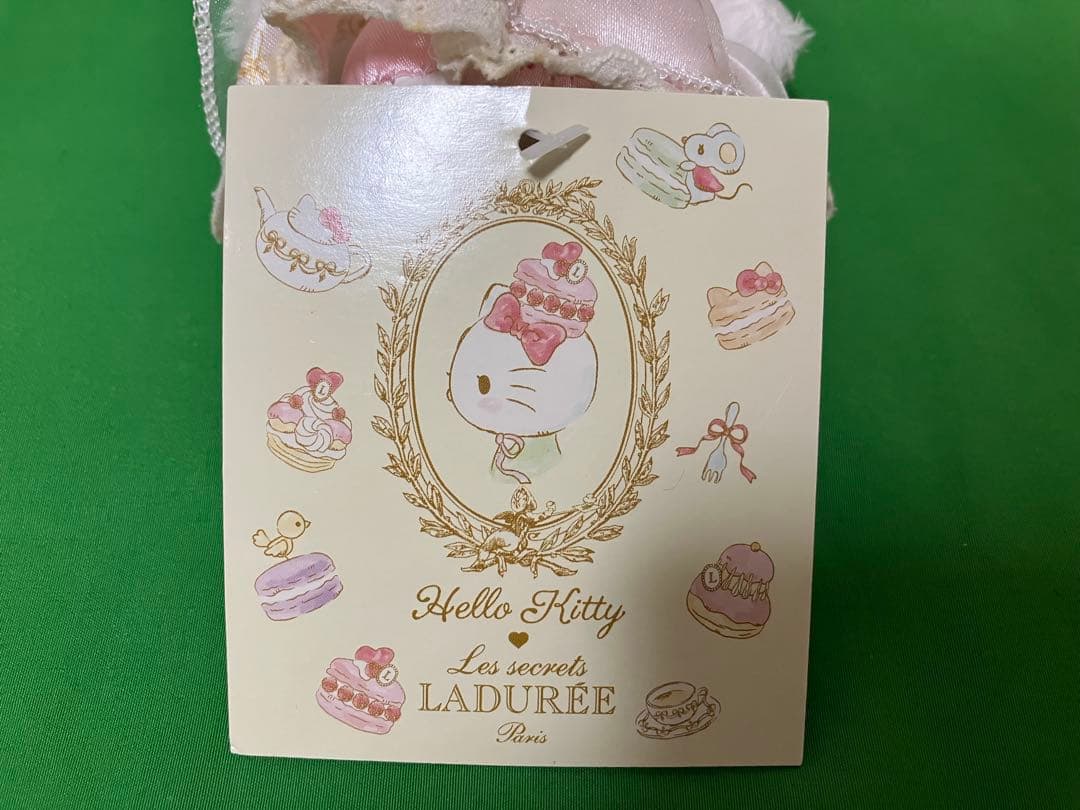 L
L
L
L
Hello Kitty
Les secrets
LADURÉE
Paris